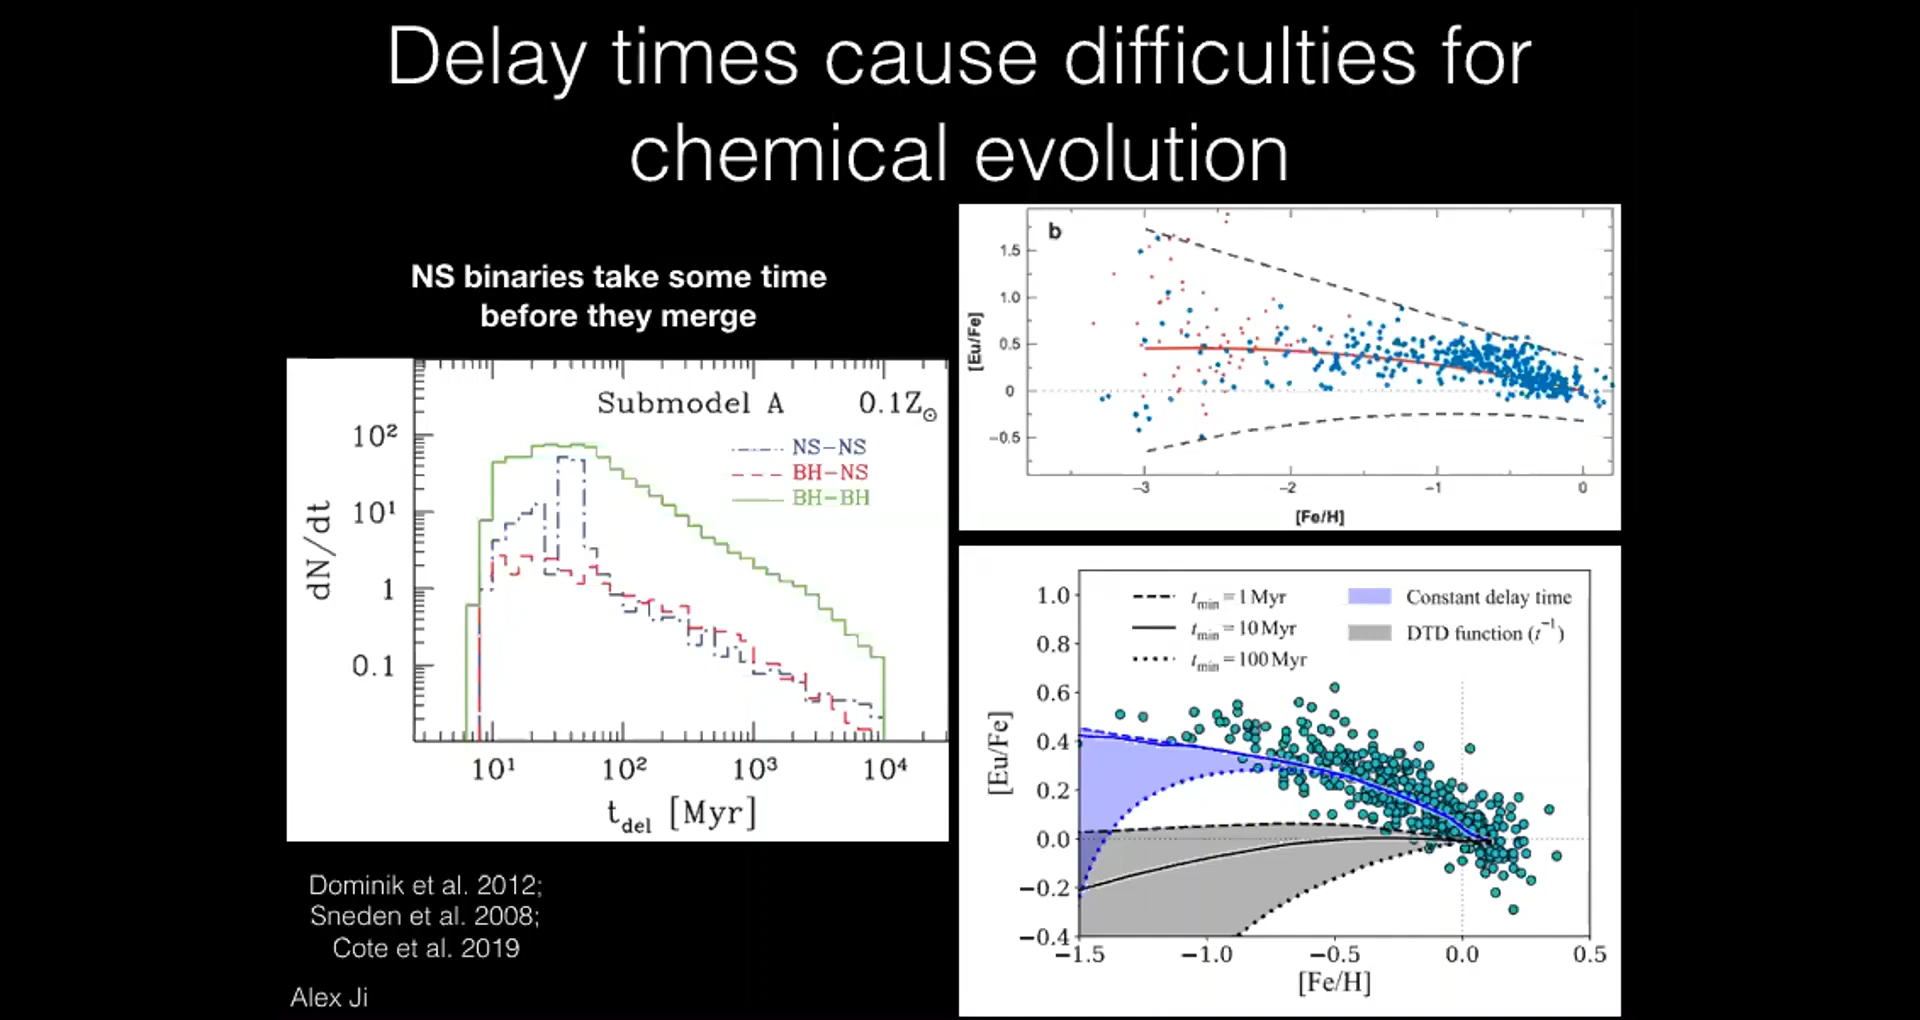 Delay times cause difficulties for
chemical evolution
NS binaries take some time
before they merge
Submodel A 0.1Z⊙
NS-NS
BH-NS
BH-BH
10²
10¹
1
0.1
dN/dt
10¹ 10² 10³ 10⁴
t_del [Myr]
Dominik et al. 2012;
Sneden et al. 2008;
Cote et al. 2019
Alex Ji
b
1.5
1.0
0.5
0
−0.5
[Eu/Fe]
−3 −2 −1 0
[Fe/H]
t_min = 1 Myr
t_min = 10 Myr
t_min = 100 Myr
Constant delay time
DTD function (t⁻¹)
1.0
0.8
0.6
0.4
0.2
0.0
−0.2
−0.4
[Eu/Fe]
−1.5 −1.0 −0.5 0.0 0.5
[Fe/H]